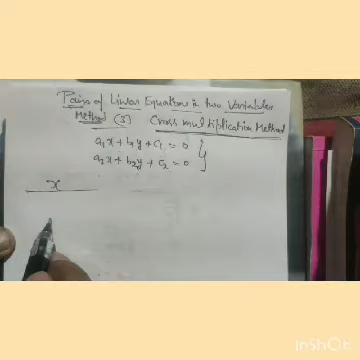 Pairs of Linear Equations in two Variables
Method (3) Cross multiplication Method
a₁x + b₁y + c₁ = 0
a₂x + b₂y + c₂ = 0
x
InShOt